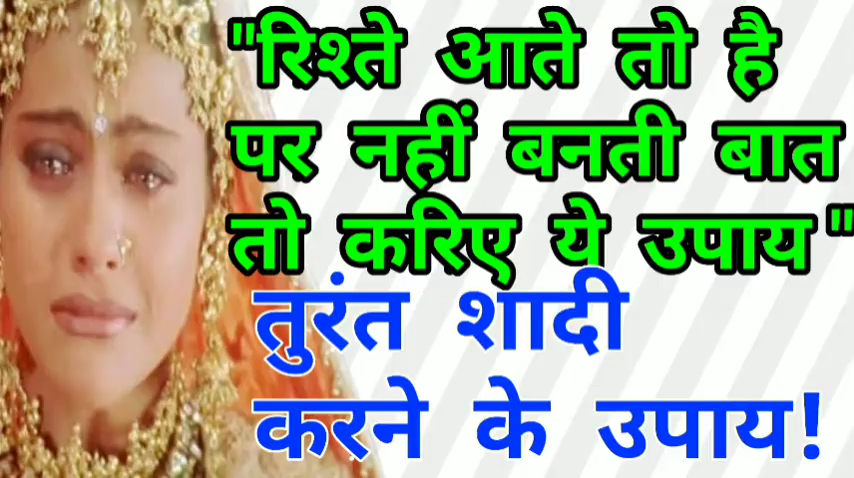 "रिश्ते आते तो है
पर नहीं बनती बात
तो करिए ये उपाय"
तुरंत शादी
करने के उपाय!